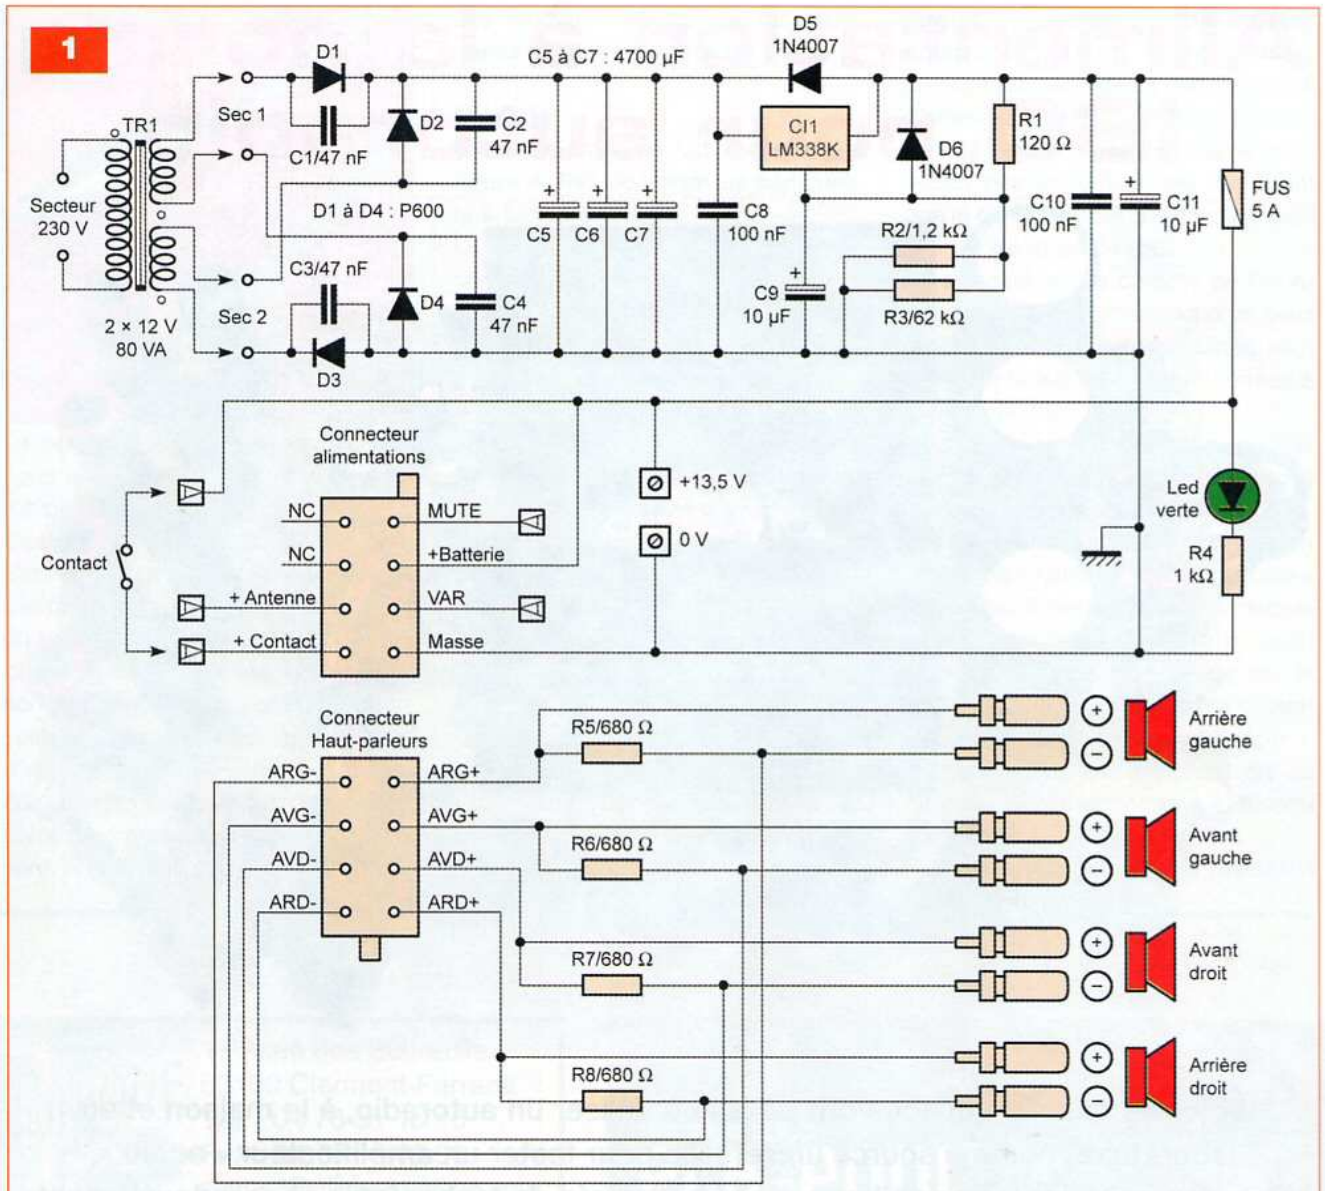 1
D5
1N4007
D1
C5 à C7 : 4700 µF
Sec 1
TR1
D2
C2
47 nF
C1/47 nF
CI1
LM338K
R1
120 Ω
D6
1N4007
Secteur
230 V
D1 à D4 : P600
+
+
+
C5
C6
C7
C8
100 nF
R2/1,2 kΩ
C10
100 nF
+
C11
10 µF
FUS
5 A
C3/47 nF
D4
C4
47 nF
+
C9
10 µF
R3/62 kΩ
2 × 12 V
80 VA
Sec 2
D3
Connecteur
alimentations
+13,5 V
0 V
Led
verte
R4
1 kΩ
Contact
NC
MUTE
NC
+Batterie
+ Antenne
VAR
+ Contact
Masse
Connecteur
Haut-parleurs
R5/680 Ω
+
−
Arrière
gauche
ARG-
ARG+
AVG-
AVG+
R6/680 Ω
+
−
Avant
gauche
AVD-
AVD+
ARD-
ARD+
R7/680 Ω
+
−
Avant
droit
R8/680 Ω
+
−
Arrière
droit